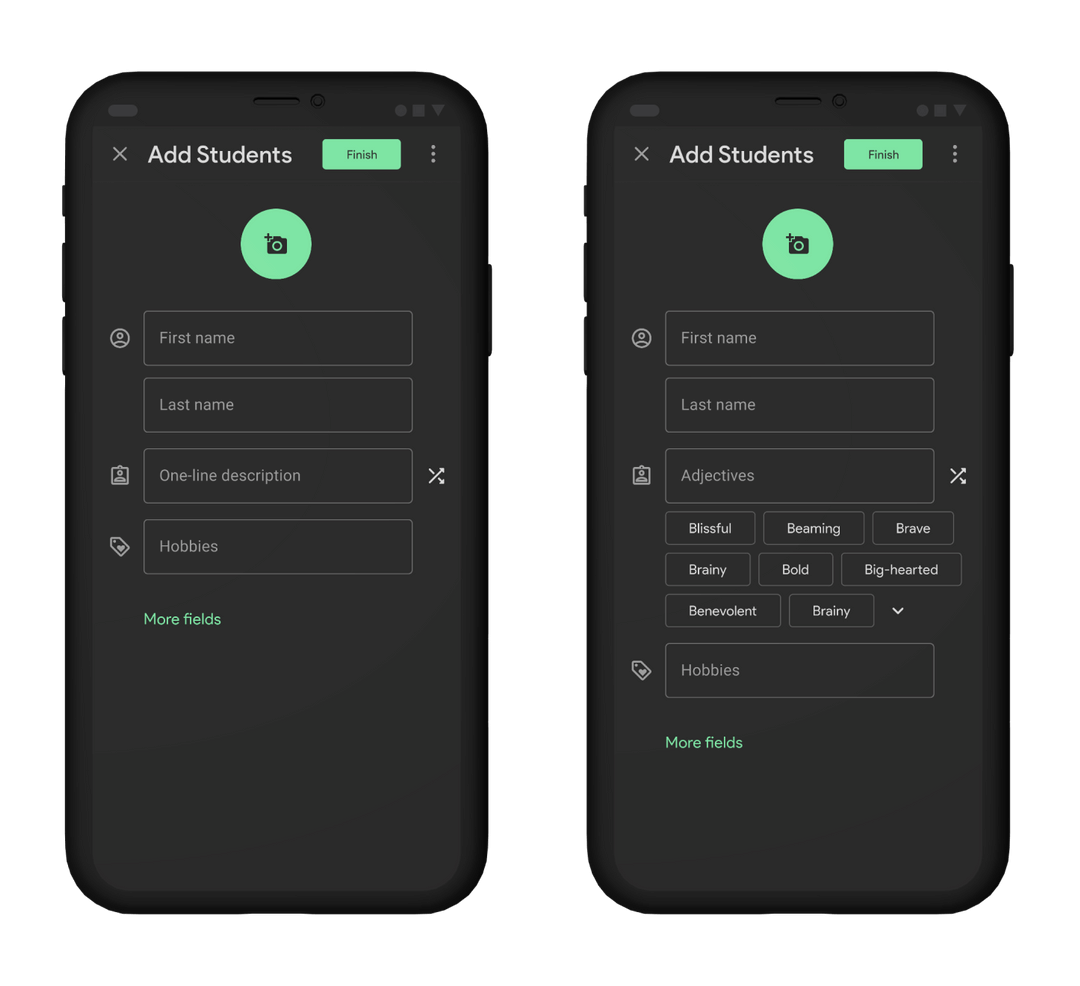 Add Students
Finish
First name
Last name
One-line description
Hobbies
More fields
Add Students
Finish
First name
Last name
Adjectives
Blissful Beaming Brave
Brainy Bold Big-hearted
Benevolent Brainy
Hobbies
More fields